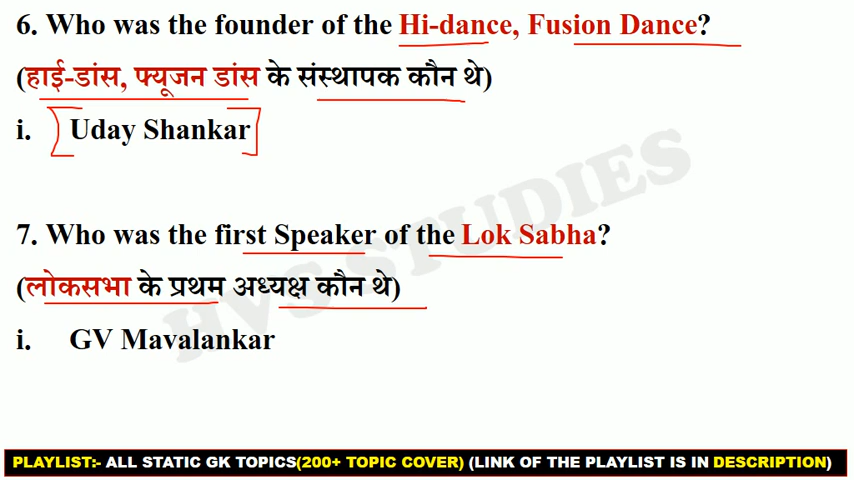 6. Who was the founder of the Hi-dance, Fusion Dance?
(हाई-डांस, फ्यूजन डांस के संस्थापक कौन थे)
i. Uday Shankar
7. Who was the first Speaker of the Lok Sabha?
(लोकसभा के प्रथम अध्यक्ष कौन थे)
i. GV Mavalankar
HVS STUDIES
PLAYLIST:- ALL STATIC GK TOPICS(200+ TOPIC COVER) (LINK OF THE PLAYLIST IS IN DESCRIPTION)